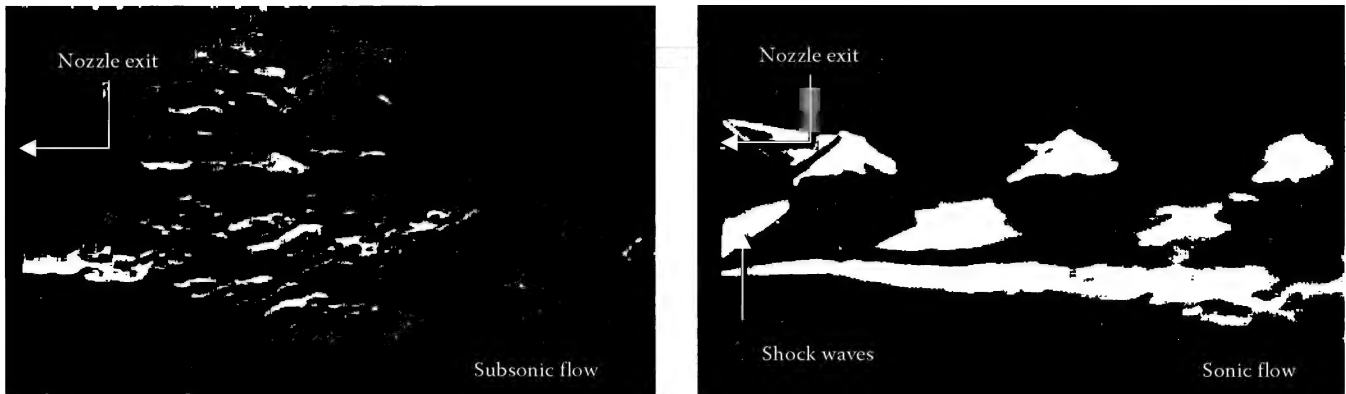 Nozzle exit
Subsonic flow
Nozzle exit
Shock waves
Sonic flow